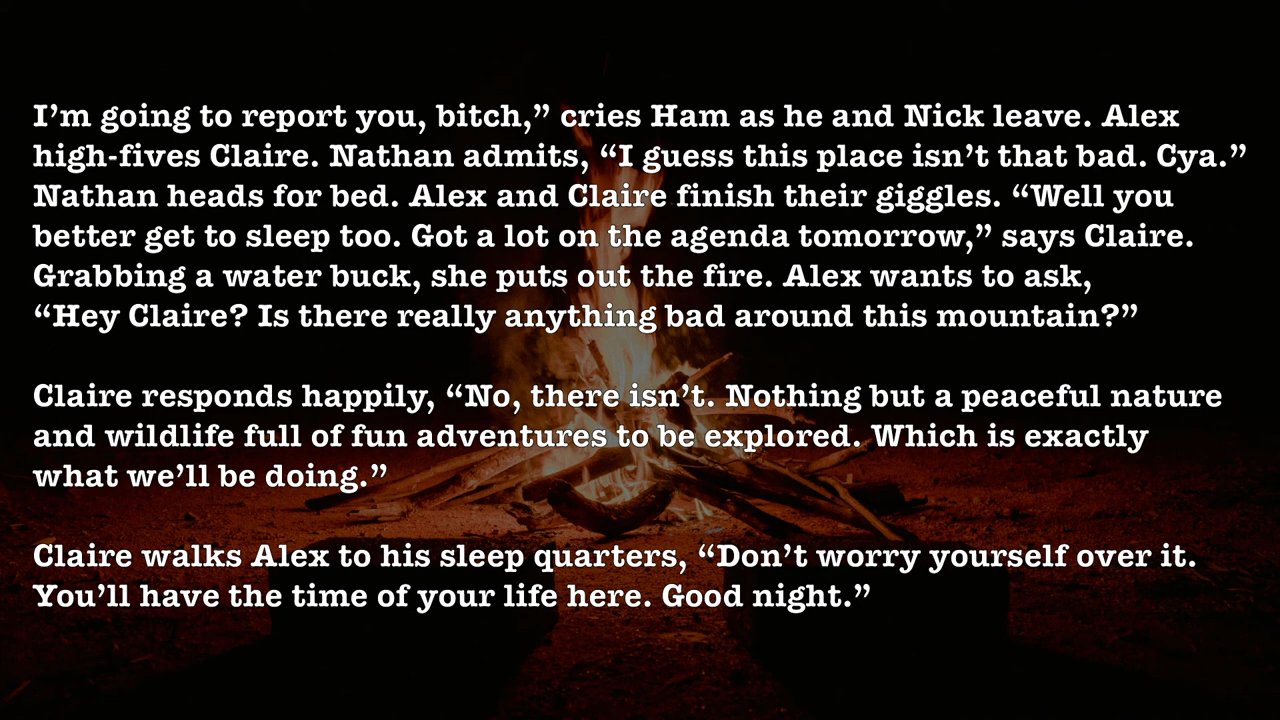 I’m going to report you, bitch,” cries Ham as he and Nick leave. Alex
high-fives Claire. Nathan admits, “I guess this place isn’t that bad. Cya.”
Nathan heads for bed. Alex and Claire finish their giggles. “Well you
better get to sleep too. Got a lot on the agenda tomorrow,” says Claire.
Grabbing a water buck, she puts out the fire. Alex wants to ask,
“Hey Claire? Is there really anything bad around this mountain?”
Claire responds happily, “No, there isn’t. Nothing but a peaceful nature
and wildlife full of fun adventures to be explored. Which is exactly
what we’ll be doing.”
Claire walks Alex to his sleep quarters, “Don’t worry yourself over it.
You’ll have the time of your life here. Good night.”